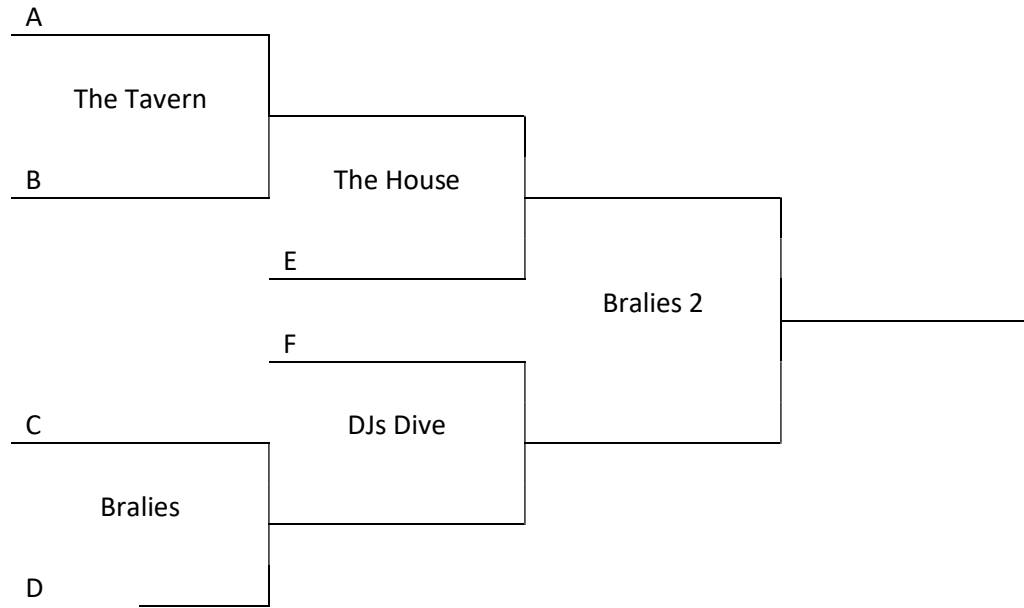 A
The Tavern
B
The House
E
Bralies 2
F
C
DJs Dive
Bralies
D